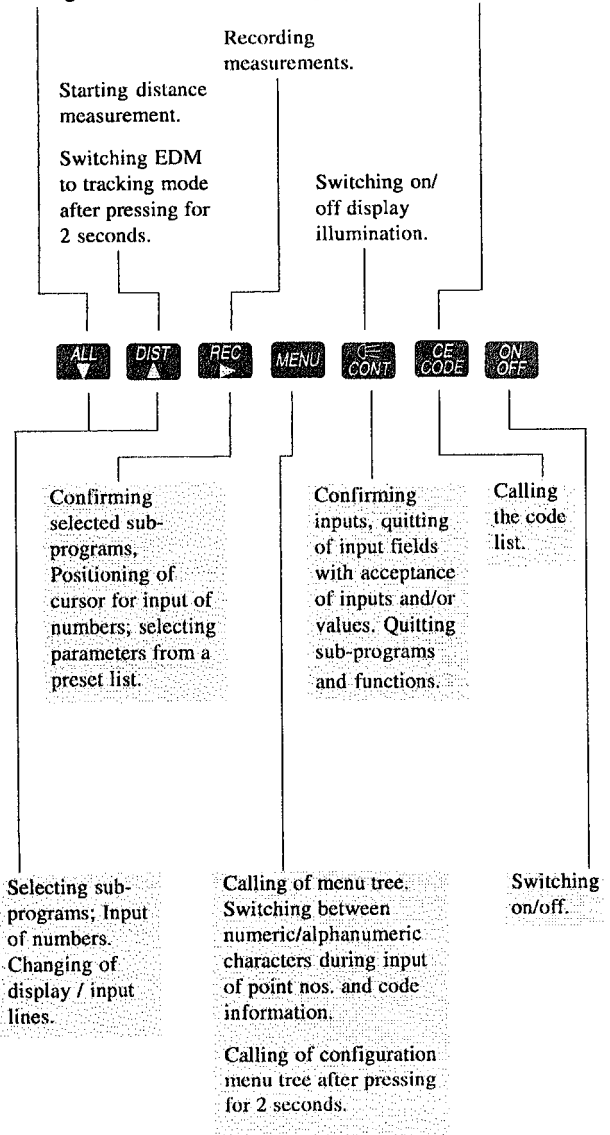 Recording
measurements.
Starting distance
measurement.
Switching EDM
to tracking mode
after pressing for
2 seconds.
Switching on/
off display
illumination.
ALL
DIST
REC
MENU
CONT
CE
CODE
ON
OFF
Confirming
selected sub-
programs,
Positioning of
cursor for input of
numbers; selecting
parameters from a
preset list.
Confirming
inputs, quitting
of input fields
with acceptance
of inputs and/or
values. Quitting
sub-programs
and functions.
Calling
the code
list.
Selecting sub-
programs; Input
of numbers.
Changing of
display / input
lines.
Calling of menu tree.
Switching between
numeric/alphanumeric
characters during input
of point nos. and code
information.
Calling of configuration
menu tree after pressing
for 2 seconds.
Switching
on/off.